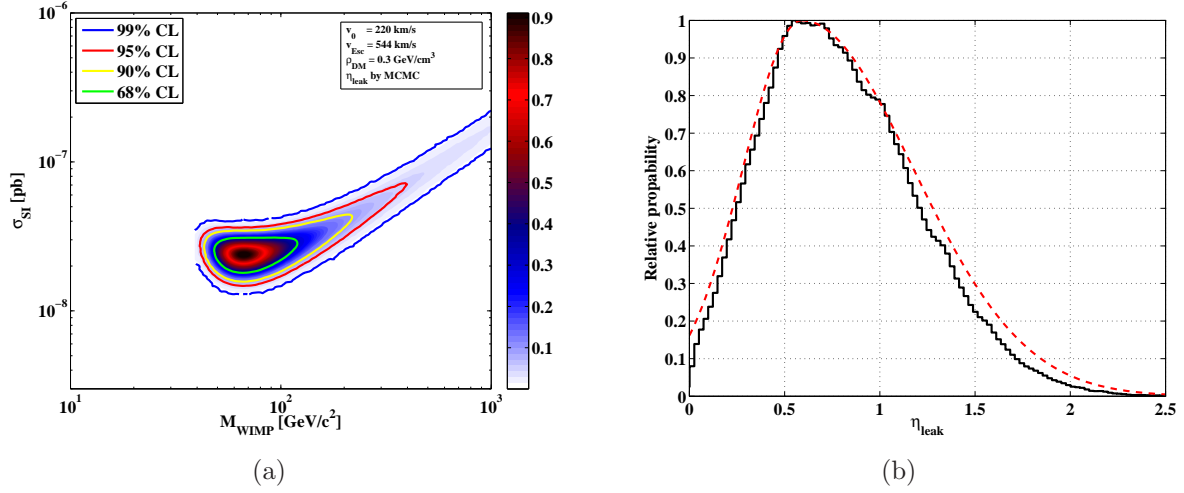 99% CL
95% CL
90% CL
68% CL
v_0 = 220 km/s
v_Esc = 544 km/s
ρ_DM = 0.3 GeV/cm^3
η_leak by MCMC
10^-6
10^-7
10^-8
σ_SI [pb]
10^1
10^2
10^3
M_WIMP [GeV/c^2]
0.9
0.8
0.7
0.6
0.5
0.4
0.3
0.2
0.1
(a)
1
0.9
0.8
0.7
0.6
0.5
0.4
0.3
0.2
0.1
0
Relative propability
0
0.5
1
1.5
2
2.5
η_leak
(b)